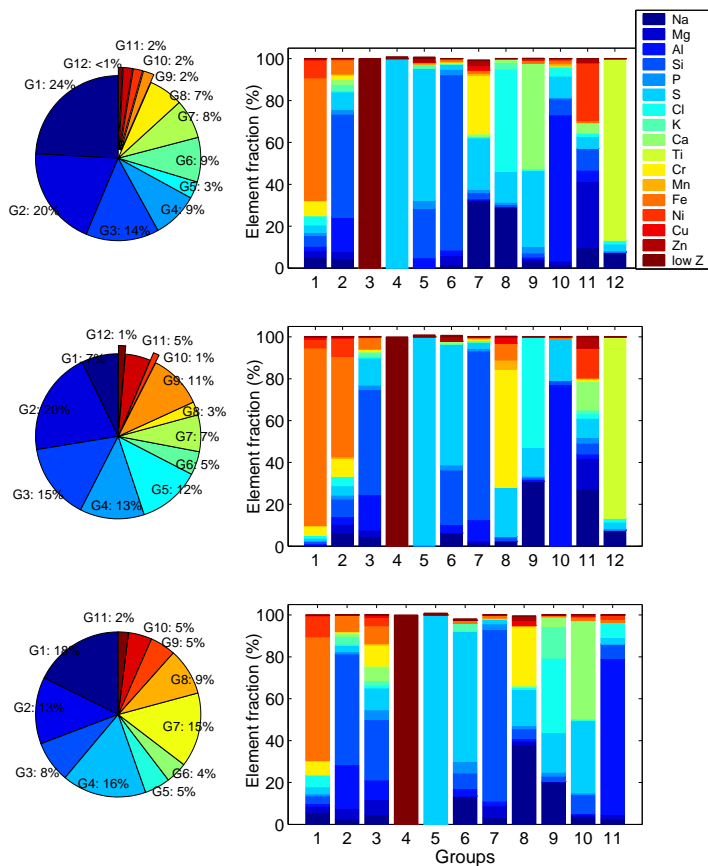 G11: 2%
G12: <1%
G10: 2%
G9: 2%
G1: 24%
G8: 7%
G7: 8%
G6: 9%
G5: 3%
G2: 20%
G4: 9%
G3: 14%
Element fraction (%)
100
80
60
40
20
0
1 2 3 4 5 6 7 8 9 10 11 12
Na
Mg
Al
Si
P
S
Cl
K
Ca
Ti
Cr
Mn
Fe
Ni
Cu
Zn
low Z
G12: 1%
G11: 5%
G1: 7%
G10: 1%
G9: 11%
G2: 20%
G8: 3%
G7: 7%
G6: 5%
G5: 12%
G3: 15%
G4: 13%
Element fraction (%)
100
80
60
40
20
0
1 2 3 4 5 6 7 8 9 10 11 12
G11: 2%
G10: 5%
G9: 5%
G1: 18%
G8: 9%
G2: 13%
G7: 15%
G3: 8%
G6: 4%
G4: 16%
G5: 5%
Element fraction (%)
100
80
60
40
20
0
1 2 3 4 5 6 7 8 9 10 11
Groups